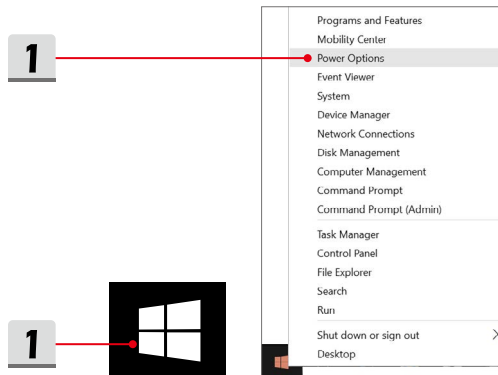 1
Programs and Features
Mobility Center
Power Options
Event Viewer
System
Device Manager
Network Connections
Disk Management
Computer Management
Command Prompt
Command Prompt (Admin)
Task Manager
Control Panel
File Explorer
Search
Run
Shut down or sign out
Desktop
1